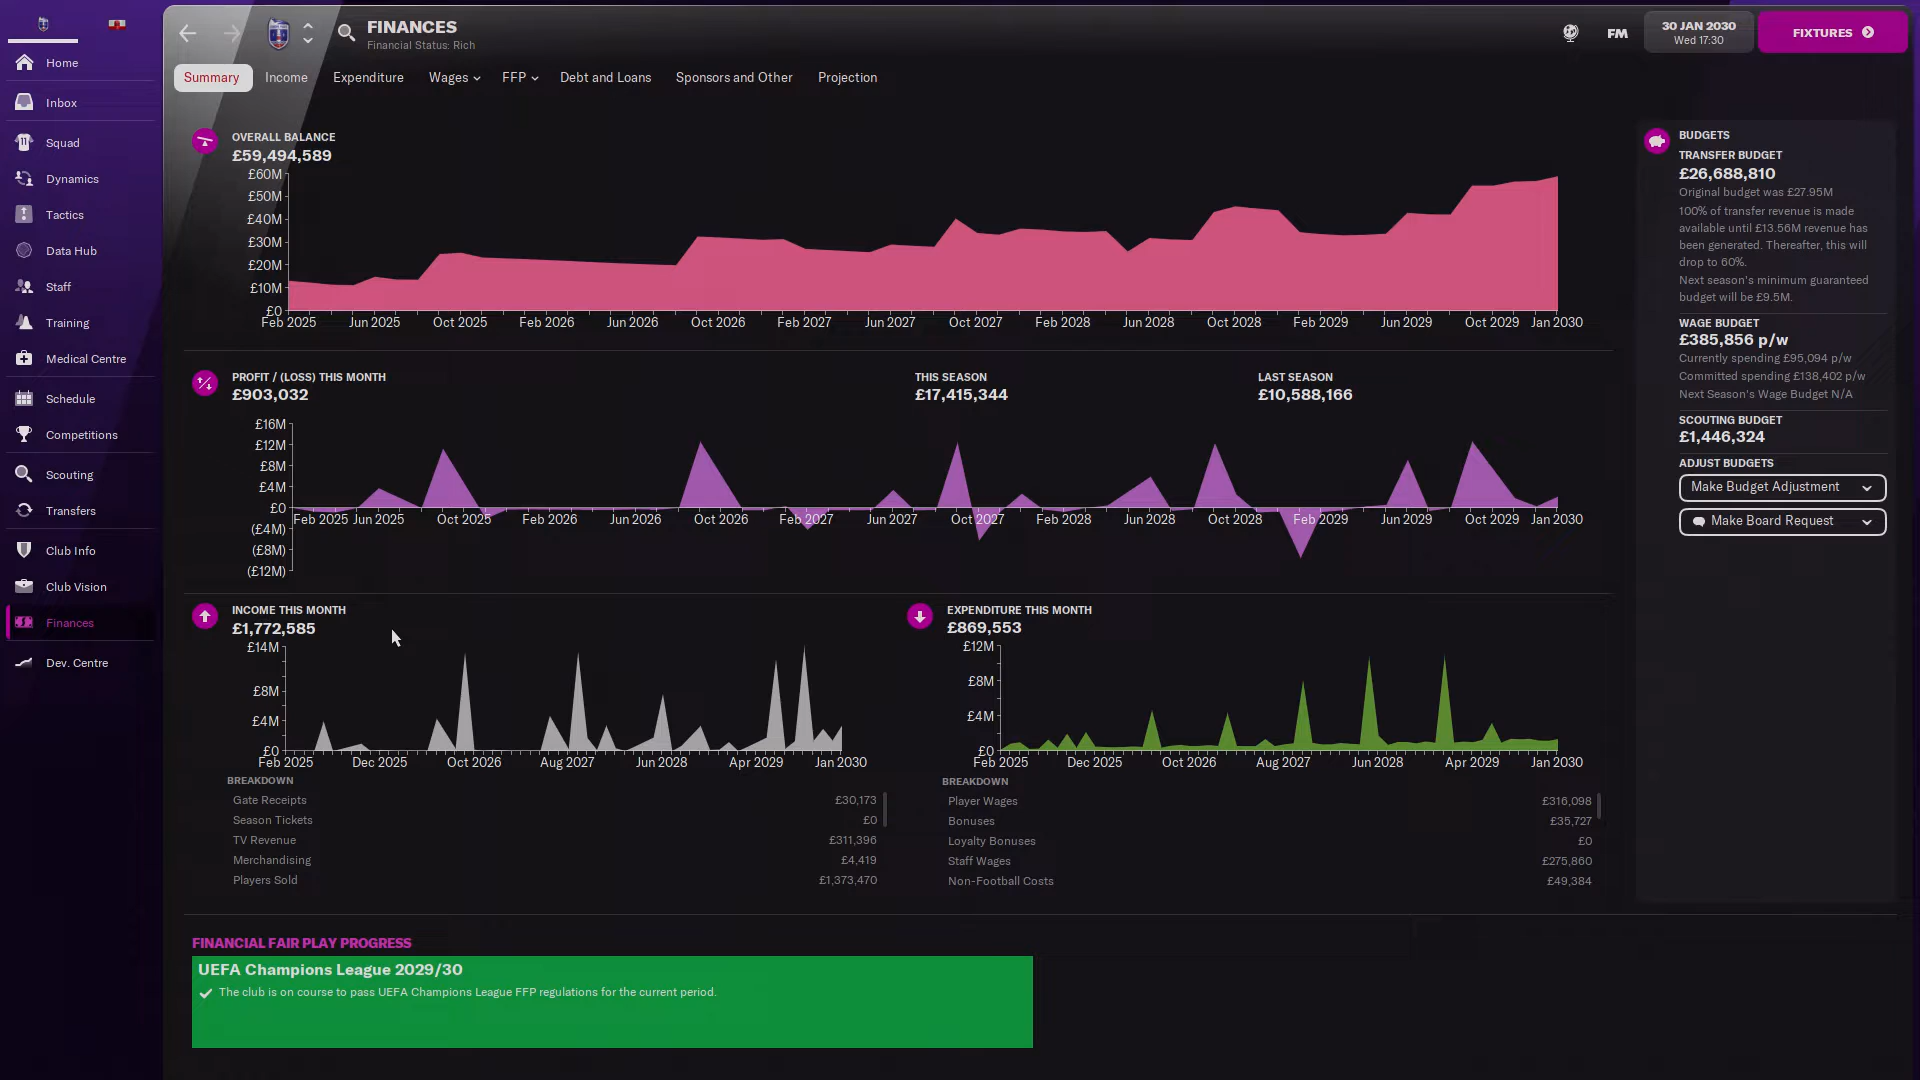 FINANCES
Financial Status: Rich
FM
30 JAN 2030
Wed 17:30
FIXTURES
Home
Inbox
Squad
Dynamics
Tactics
Data Hub
Staff
Training
Medical Centre
Schedule
Competitions
Scouting
Transfers
Club Info
Club Vision
Finances
Dev. Centre
Summary Income Expenditure Wages FFP Debt and Loans Sponsors and Other Projection
OVERALL BALANCE
£59,494,589
£60M
£50M
£40M
£30M
£20M
£10M
£0
Feb 2025 Jun 2025 Oct 2025 Feb 2026 Jun 2026 Oct 2026 Feb 2027 Jun 2027 Oct 2027 Feb 2028 Jun 2028 Oct 2028 Feb 2029 Jun 2029 Oct 2029 Jan 2030
PROFIT / (LOSS) THIS MONTH
£903,032
THIS SEASON
£17,415,344
LAST SEASON
£10,588,166
£16M
£12M
£8M
£4M
£0
(£4M)
(£8M)
(£12M)
Feb 2025 Jun 2025 Oct 2025 Feb 2026 Jun 2026 Oct 2026 Feb 2027 Jun 2027 Oct 2027 Feb 2028 Jun 2028 Oct 2028 Feb 2029 Jun 2029 Oct 2029 Jan 2030
INCOME THIS MONTH
£1,772,585
£14M
£8M
£4M
£0
Feb 2025 Dec 2025 Oct 2026 Aug 2027 Jun 2028 Apr 2029 Jan 2030
BREAKDOWN
Gate Receipts £30,173
Season Tickets £0
TV Revenue £311,396
Merchandising £4,419
Players Sold £1,373,470
EXPENDITURE THIS MONTH
£869,553
£12M
£8M
£4M
£0
Feb 2025 Dec 2025 Oct 2026 Aug 2027 Jun 2028 Apr 2029 Jan 2030
BREAKDOWN
Player Wages £316,098
Bonuses £35,727
Loyalty Bonuses £0
Staff Wages £275,860
Non-Football Costs £49,384
FINANCIAL FAIR PLAY PROGRESS
UEFA Champions League 2029/30
The club is on course to pass UEFA Champions League FFP regulations for the current period.
BUDGETS
TRANSFER BUDGET
£26,688,810
Original budget was £27.95M
100% of transfer revenue is made
available until £13.56M revenue has
been generated. Thereafter, this will
drop to 60%.
Next season's minimum guaranteed
budget will be £9.5M.
WAGE BUDGET
£385,856 p/w
Currently spending £95,094 p/w
Committed spending £138,402 p/w
Next Season's Wage Budget N/A
SCOUTING BUDGET
£1,446,324
ADJUST BUDGETS
Make Budget Adjustment
Make Board Request